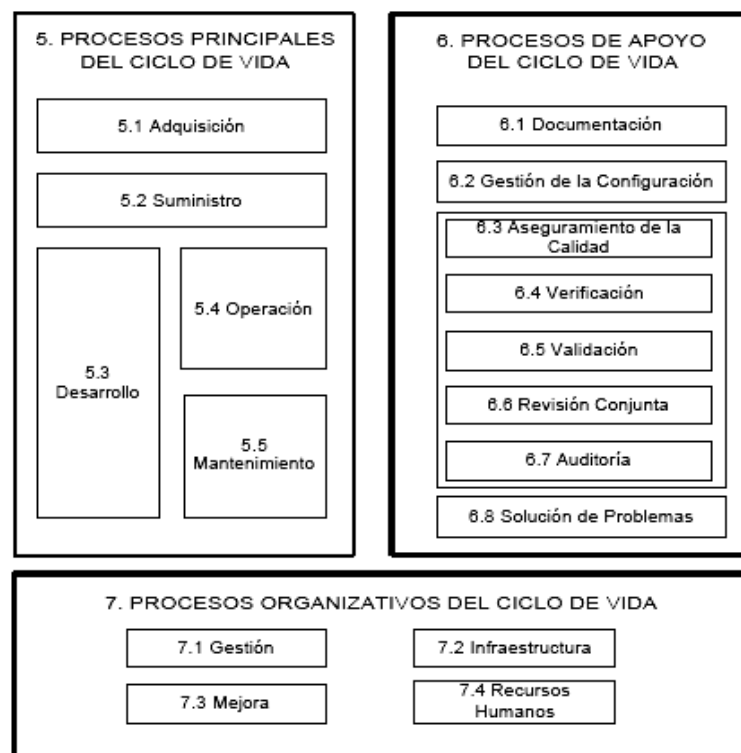 5. PROCESOS PRINCIPALES
DEL CICLO DE VIDA
5.1 Adquisición
5.2 Suministro
5.3
Desarrollo
5.4 Operación
5.5
Mantenimiento
6. PROCESOS DE APOYO
DEL CICLO DE VIDA
6.1 Documentación
6.2 Gestión de la Configuración
6.3 Aseguramiento de la
Calidad
6.4 Verificación
6.5 Validación
6.6 Revisión Conjunta
6.7 Auditoría
6.8 Solución de Problemas
7. PROCESOS ORGANIZATIVOS DEL CICLO DE VIDA
7.1 Gestión
7.2 Infraestructura
7.3 Mejora
7.4 Recursos
Humanos